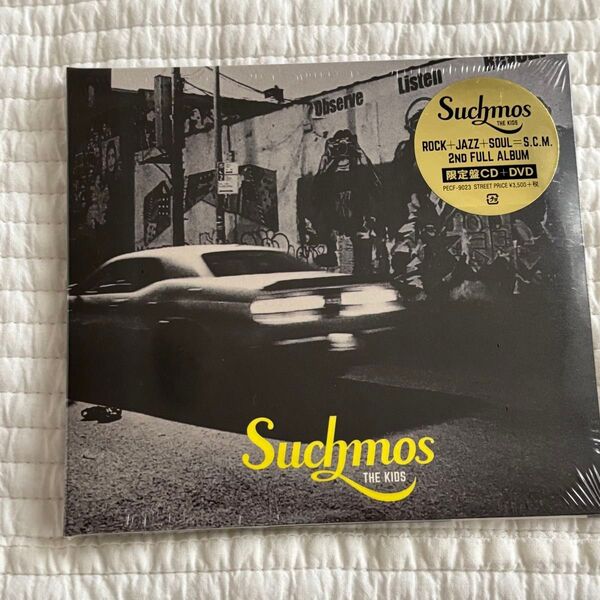 Observe
Listen
Suchmos
THE KIDS
ROCK+JAZZ+SOUL=S.C.M.
2ND FULL ALBUM
限定盤CD+DVD
PECF-9023 STREET PRICE ¥3,500+税
Suchmos
THE KIDS